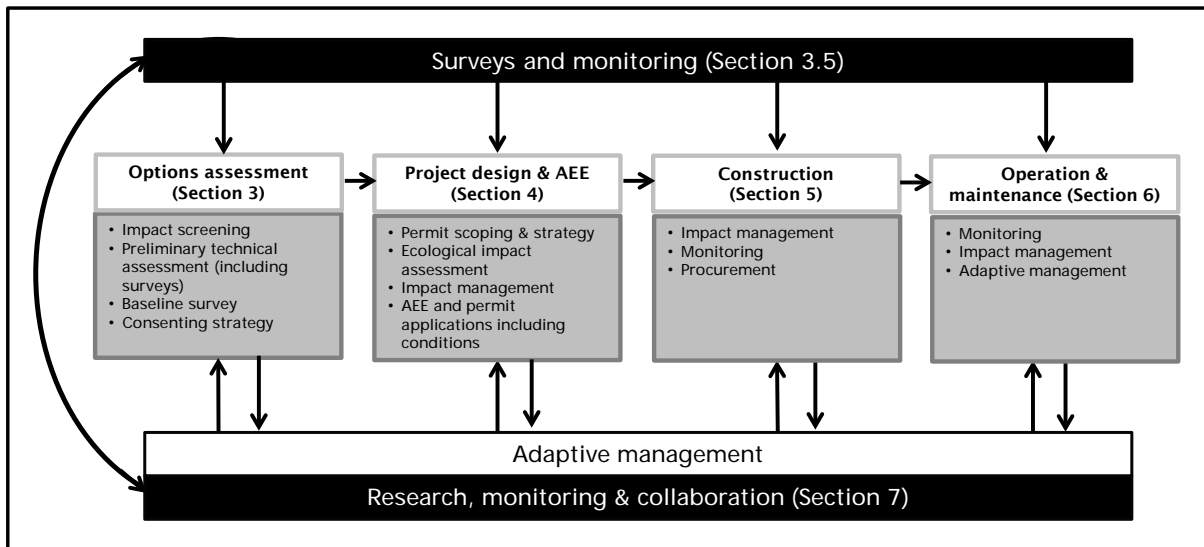 Surveys and monitoring (Section 3.5)
Options assessment
(Section 3)
• Impact screening
• Preliminary technical
assessment (including
surveys)
• Baseline survey
• Consenting strategy
Project design & AEE
(Section 4)
• Permit scoping & strategy
• Ecological impact
assessment
• Impact management
• AEE and permit
applications including
conditions
Construction
(Section 5)
• Impact management
• Monitoring
• Procurement
Operation &
maintenance (Section 6)
• Monitoring
• Impact management
• Adaptive management
Adaptive management
Research, monitoring & collaboration (Section 7)